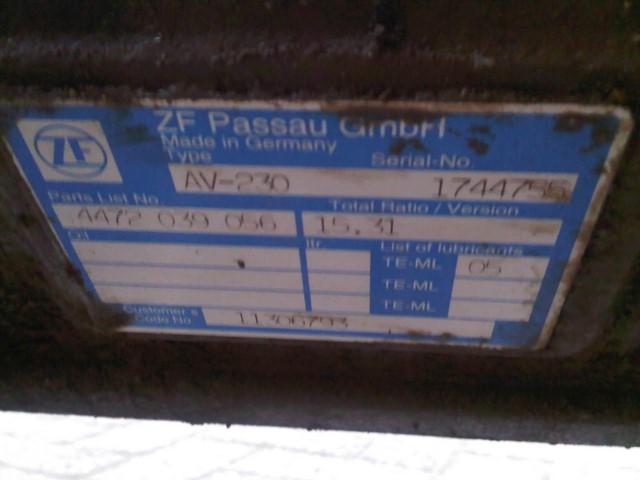 ZF
ZF Passau GmbH
Made in Germany
Type Serial-No.
AV-230 1744755
Parts List No. Total Ratio / Version
4472 039 056 15.31
Oil ltr. List of lubricants
TE-ML 05
TE-ML
TE-ML
Customer's
Code No 11306793